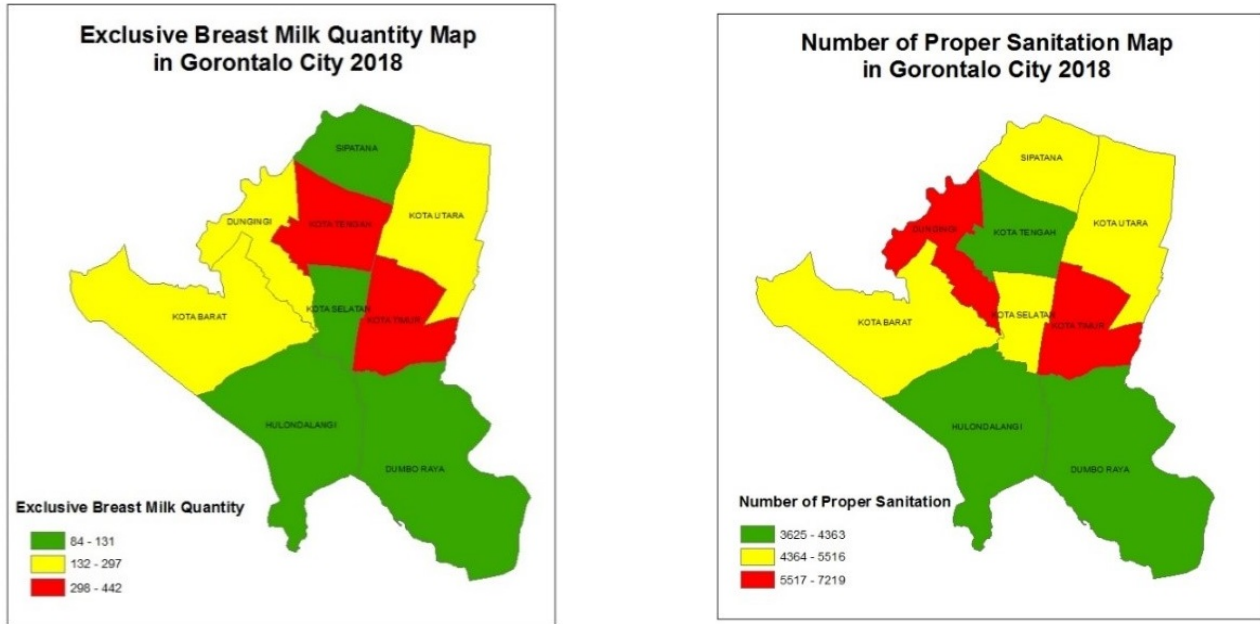 Exclusive Breast Milk Quantity Map
in Gorontalo City 2018
SIPATANA
DUNGINGI
KOTA TENGAH
KOTA UTARA
KOTA BARAT
KOTA SELATAN
KOTA TIMUR
HULONDALANGI
DUMBO RAYA
Exclusive Breast Milk Quantity
84 - 131
132 - 297
298 - 442
Number of Proper Sanitation Map
in Gorontalo City 2018
SIPATANA
DUNGINGI
KOTA TENGAH
KOTA UTARA
KOTA BARAT
KOTA SELATAN
KOTA TIMUR
HULONDALANGI
DUMBO RAYA
Number of Proper Sanitation
3625 - 4363
4364 - 5516
5517 - 7219